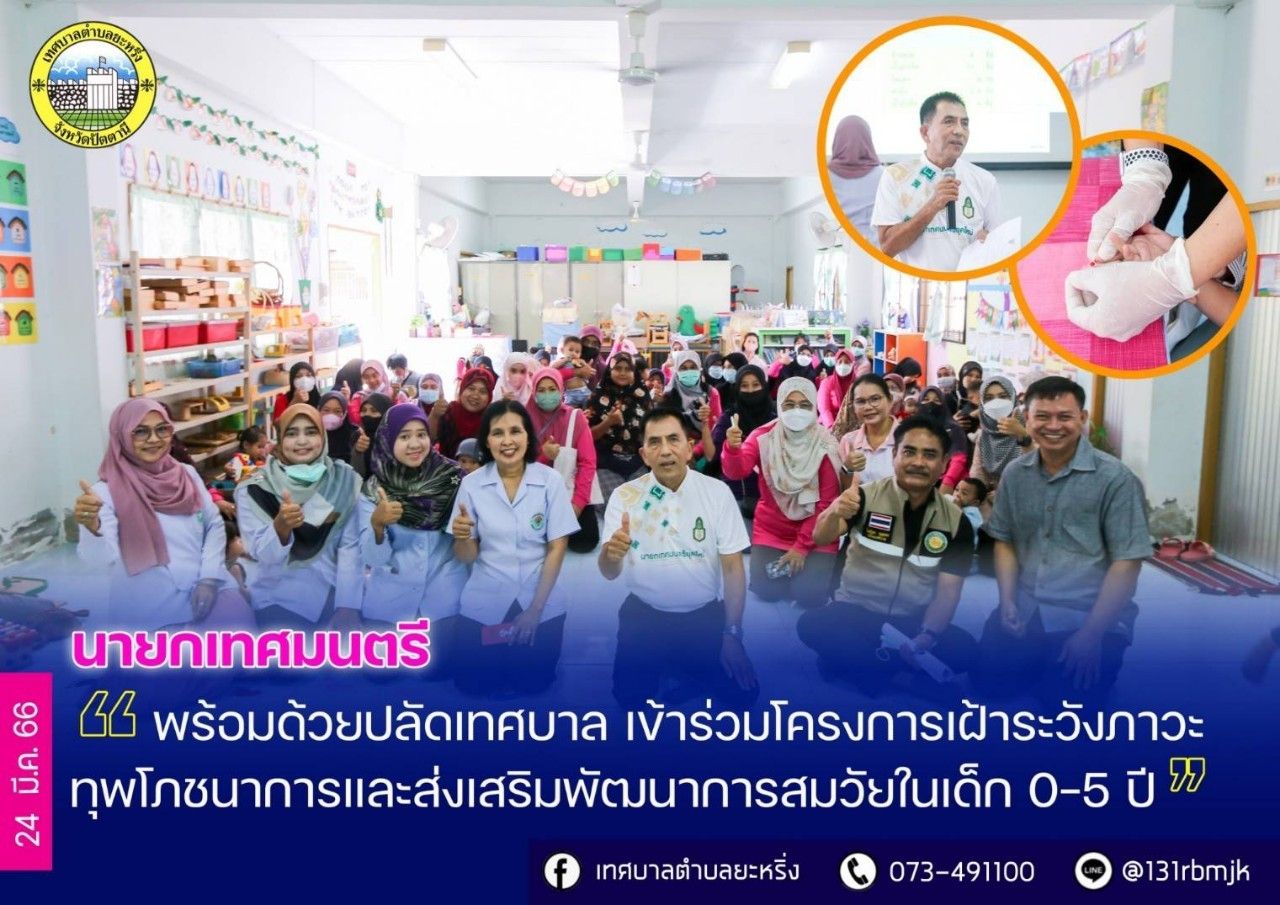 เทศบาลตำบลยะหริ่ง
จังหวัดปัตตานี
นายกเทศมนตรี
24 มี.ค. 66
“ พร้อมด้วยปลัดเทศบาล เข้าร่วมโครงการเฝ้าระวังภาวะ
ทุพโภชนาการและส่งเสริมพัฒนาการสมวัยในเด็ก 0-5 ปี ”
เทศบาลตำบลยะหริ่ง 073-491100 LINE @131rbmjk